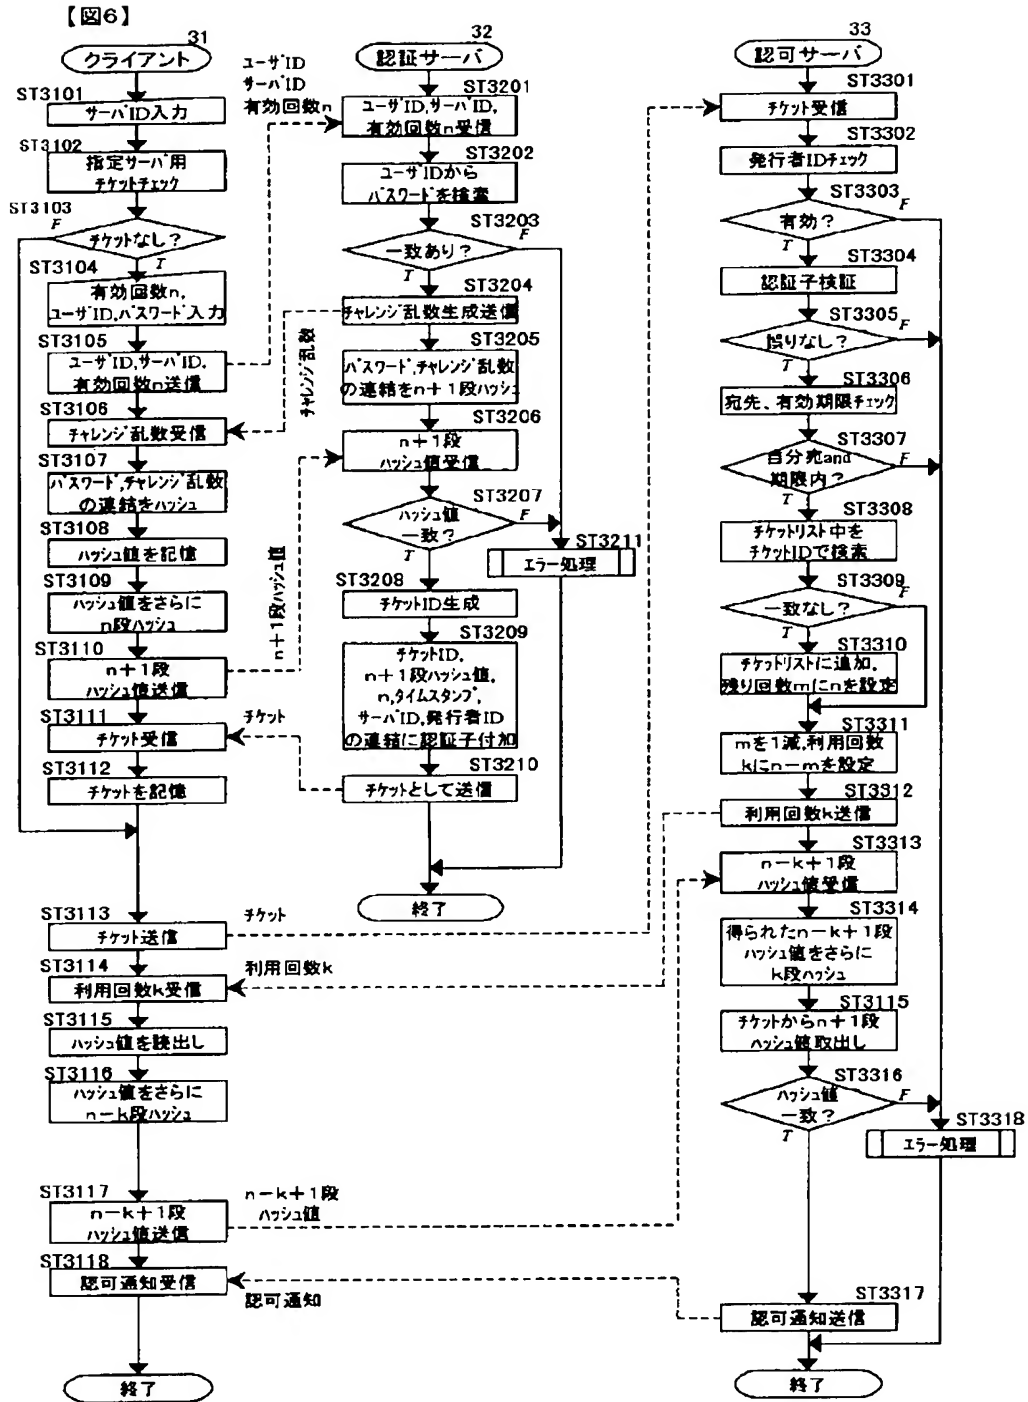 【図6】
31
クライアント
ST3101
サーバID入力
ST3102
指定サーバ用
チケットチェック
ST3103
チケットなし?
F
T
ST3104
有効回数n,
ユーザID,パスワード入力
ST3105
ユーザID,サーバID,
有効回数n送信
ST3106
チャレンジ乱数受信
ST3107
パスワード,チャレンジ乱数
の連結をハッシュ
ST3108
ハッシュ値を記憶
ST3109
ハッシュ値をさらに
n段ハッシュ
ST3110
n+1段
ハッシュ値送信
ST3111
チケット受信
ST3112
チケットを記憶
ST3113
チケット送信
ST3114
利用回数k受信
ST3115
ハッシュ値を読出し
ST3116
ハッシュ値をさらに
n-k段ハッシュ
ST3117
n-k+1段
ハッシュ値送信
ST3118
認可通知受信
終了
ユーザID
サーバID
有効回数n
チャレンジ乱数
n+1段ハッシュ値
チケット
チケット
利用回数k
n-k+1段
ハッシュ値
認可通知
32
認証サーバ
ST3201
ユーザID,サーバID,
有効回数n受信
ST3202
ユーザIDから
パスワードを検索
ST3203
一致あり?
F
T
ST3204
チャレンジ乱数生成送信
ST3205
パスワード,チャレンジ乱数
の連結をn+1段ハッシュ
ST3206
n+1段
ハッシュ値受信
ST3207
ハッシュ値
一致?
F
T
ST3211
エラー処理
ST3208
チケットID生成
ST3209
チケットID,
n+1段ハッシュ値,
n,タイムスタンプ,
サーバID,発行者ID
の連結に認証子付加
ST3210
チケットとして送信
終了
33
認可サーバ
ST3301
チケット受信
ST3302
発行者IDチェック
ST3303
有効?
F
T
ST3304
認証子検証
ST3305
誤りなし?
F
T
ST3306
宛先、有効期限チェック
ST3307
自分宛and
期限内?
F
T
ST3308
チケットリスト中を
チケットIDで検索
ST3309
一致なし?
F
T
ST3310
チケットリストに追加,
残り回数mにnを設定
ST3311
mを1減,利用回数
kにn-mを設定
ST3312
利用回数k送信
ST3313
n-k+1段
ハッシュ値受信
ST3314
得られたn-k+1段
ハッシュ値をさらに
k段ハッシュ
ST3115
チケットからn+1段
ハッシュ値取出し
ST3316
ハッシュ値
一致?
F
T
ST3318
エラー処理
ST3317
認可通知送信
終了